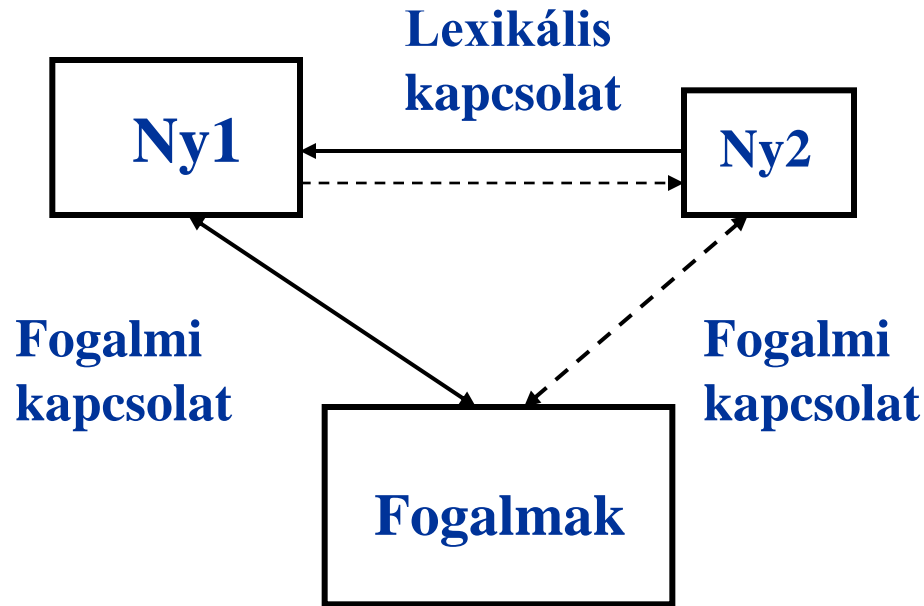 Lexikális
kapcsolat
Ny1
Ny2
Fogalmi
kapcsolat
Fogalmi
kapcsolat
Fogalmak